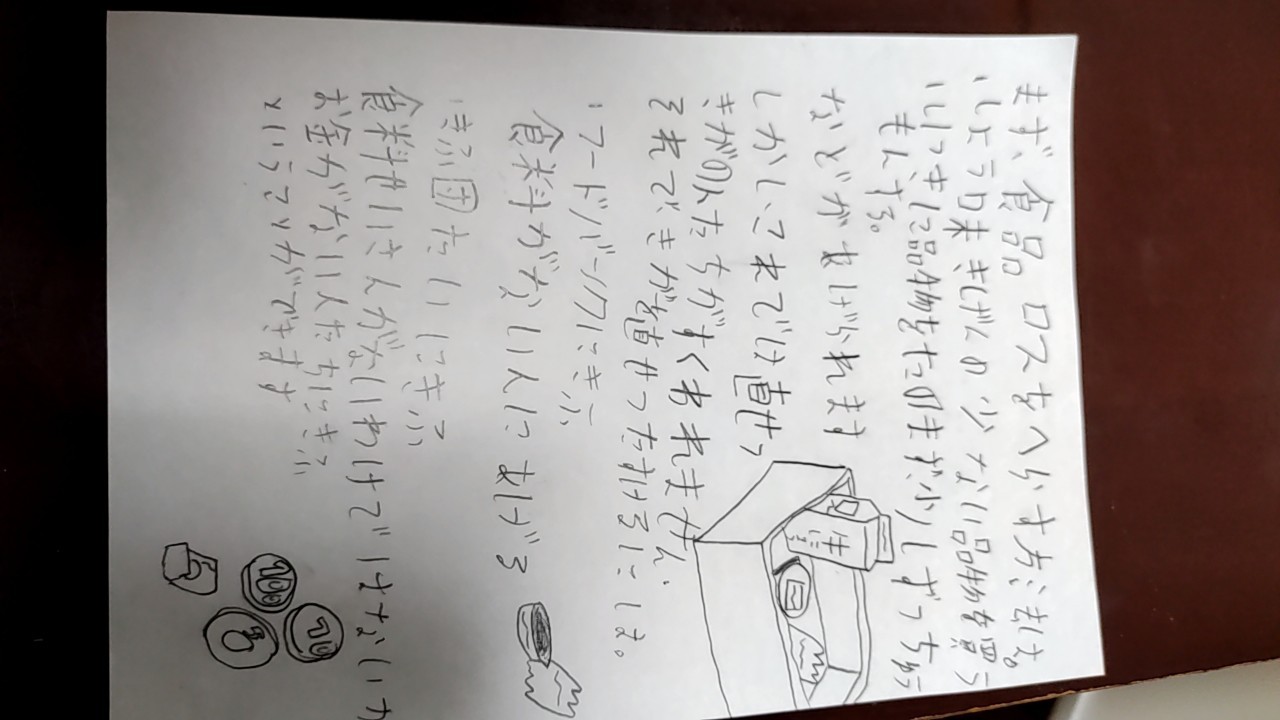 まず、食品ロスをへらす方法は。
・しょう味きげんの少ない品物を買う
・いっきに品物をたのまず少しずつちゅう
もんする。
などがあげられます
しかしこれでは直せつ
きがの人たちがすくわれません.
それで、きがを直せつたすけるには。
・フードバンクにきふ
食料がない人にあげる
・きふ団たいにきふ
食料せいさんがないわけではないが
お金がない人たちにきふ
ということができます
牛にゅう
10
100
5